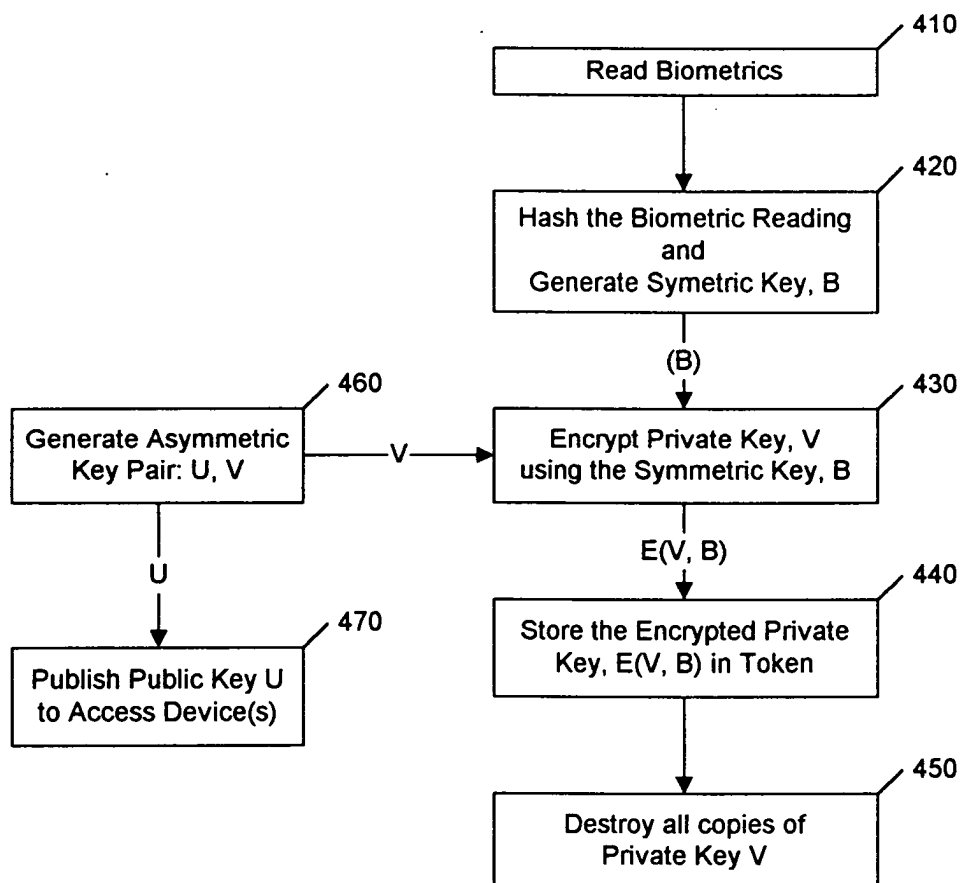 410
Read Biometrics
420
Hash the Biometric Reading
and
Generate Symetric Key, B
(B)
460
430
Generate Asymmetric
Key Pair: U, V
V
Encrypt Private Key, V
using the Symmetric Key, B
U
E(V, B)
440
470
Store the Encrypted Private
Key, E(V, B) in Token
Publish Public Key U
to Access Device(s)
450
Destroy all copies of
Private Key V